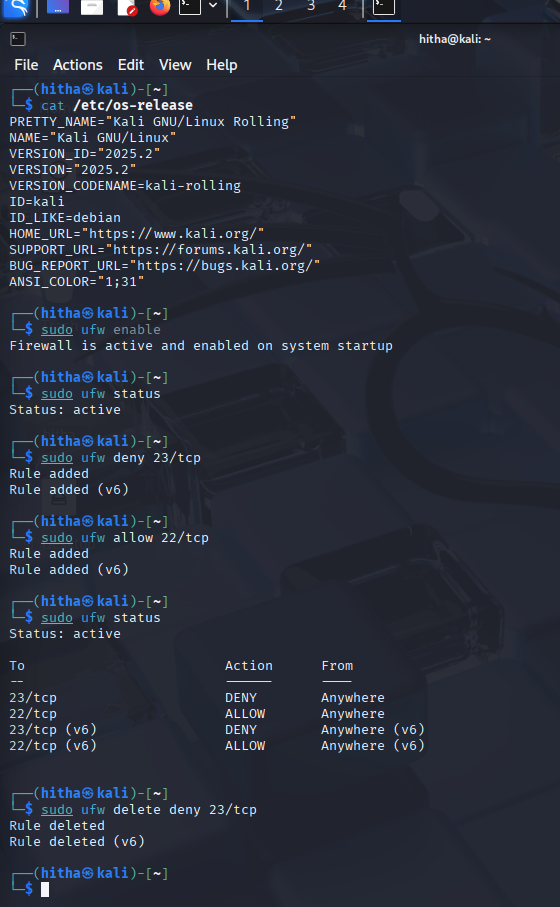 1 2 3 4
hitha@kali: ~
File Actions Edit View Help
┌──(hitha㉿kali)-[~]
└─$ cat /etc/os-release
PRETTY_NAME="Kali GNU/Linux Rolling"
NAME="Kali GNU/Linux"
VERSION_ID="2025.2"
VERSION="2025.2"
VERSION_CODENAME=kali-rolling
ID=kali
ID_LIKE=debian
HOME_URL="https://www.kali.org/"
SUPPORT_URL="https://forums.kali.org/"
BUG_REPORT_URL="https://bugs.kali.org/"
ANSI_COLOR="1;31"
┌──(hitha㉿kali)-[~]
└─$ sudo ufw enable
Firewall is active and enabled on system startup
┌──(hitha㉿kali)-[~]
└─$ sudo ufw status
Status: active
┌──(hitha㉿kali)-[~]
└─$ sudo ufw deny 23/tcp
Rule added
Rule added (v6)
┌──(hitha㉿kali)-[~]
└─$ sudo ufw allow 22/tcp
Rule added
Rule added (v6)
┌──(hitha㉿kali)-[~]
└─$ sudo ufw status
Status: active
To Action From
-- ------ ----
23/tcp DENY Anywhere
22/tcp ALLOW Anywhere
23/tcp (v6) DENY Anywhere (v6)
22/tcp (v6) ALLOW Anywhere (v6)
┌──(hitha㉿kali)-[~]
└─$ sudo ufw delete deny 23/tcp
Rule deleted
Rule deleted (v6)
┌──(hitha㉿kali)-[~]
└─$